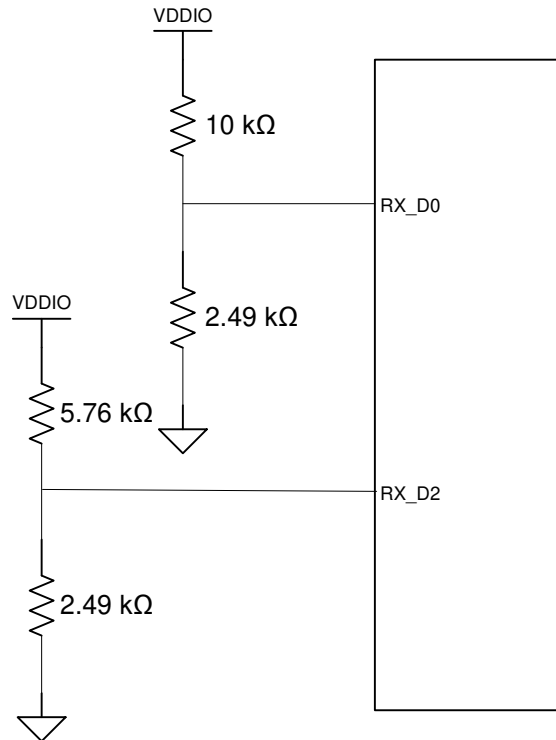 VDDIO
10 kΩ
RX_D0
2.49 kΩ
VDDIO
5.76 kΩ
RX_D2
2.49 kΩ